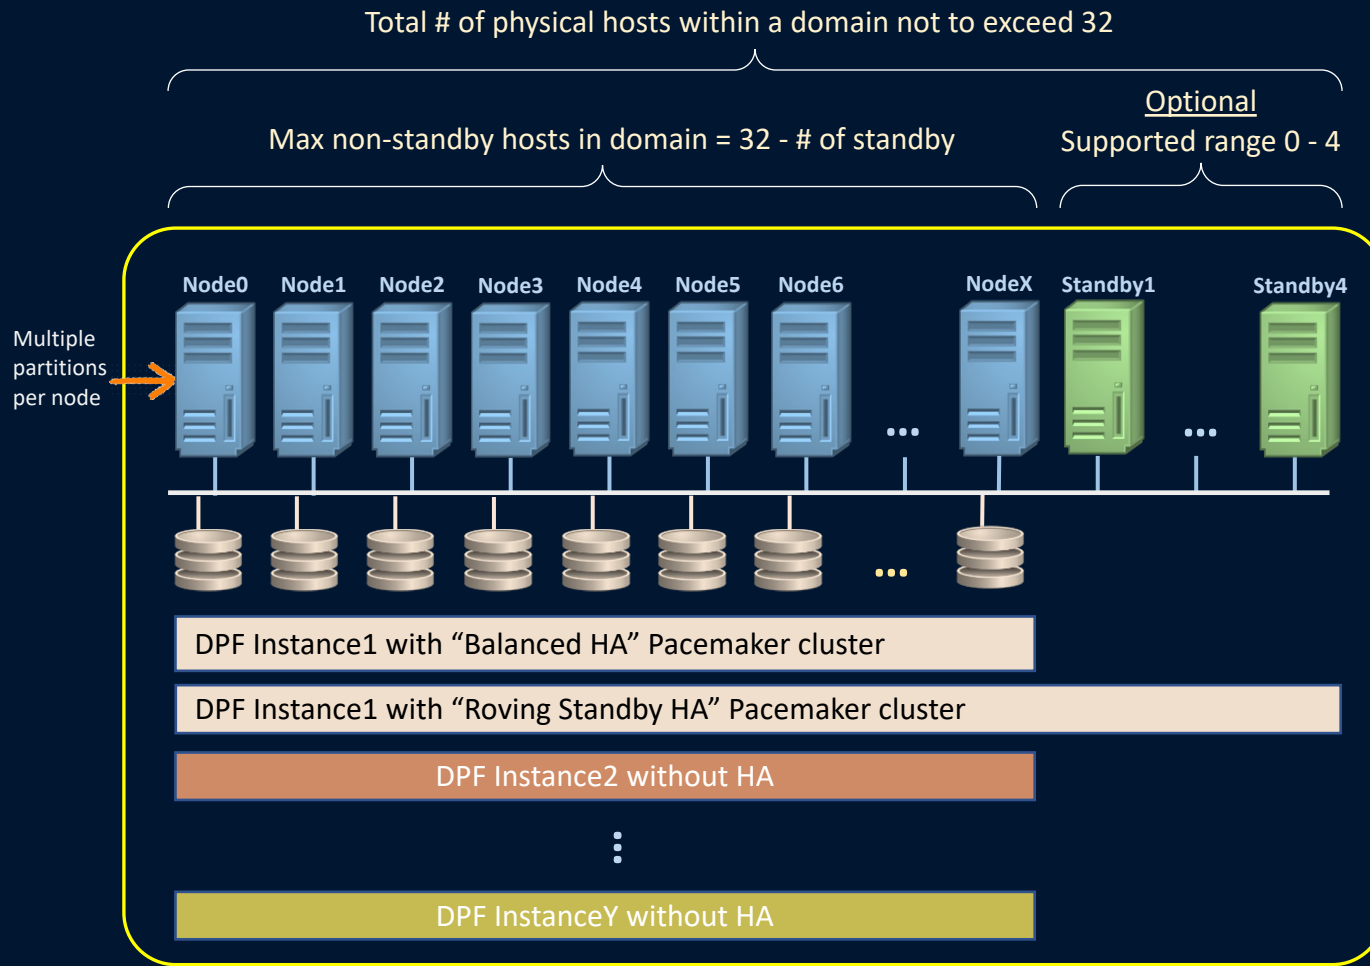 Total # of physical hosts within a domain not to exceed 32
Optional
Max non-standby hosts in domain = 32 - # of standby
Supported range 0 - 4
Node0
Node1
Node2
Node3
Node4
Node5
Node6
NodeX
Standby1
Standby4
Multiple
partitions
per node
...
...
...
DPF Instance1 with “Balanced HA” Pacemaker cluster
DPF Instance1 with “Roving Standby HA” Pacemaker cluster
DPF Instance2 without HA
...
DPF InstanceY without HA